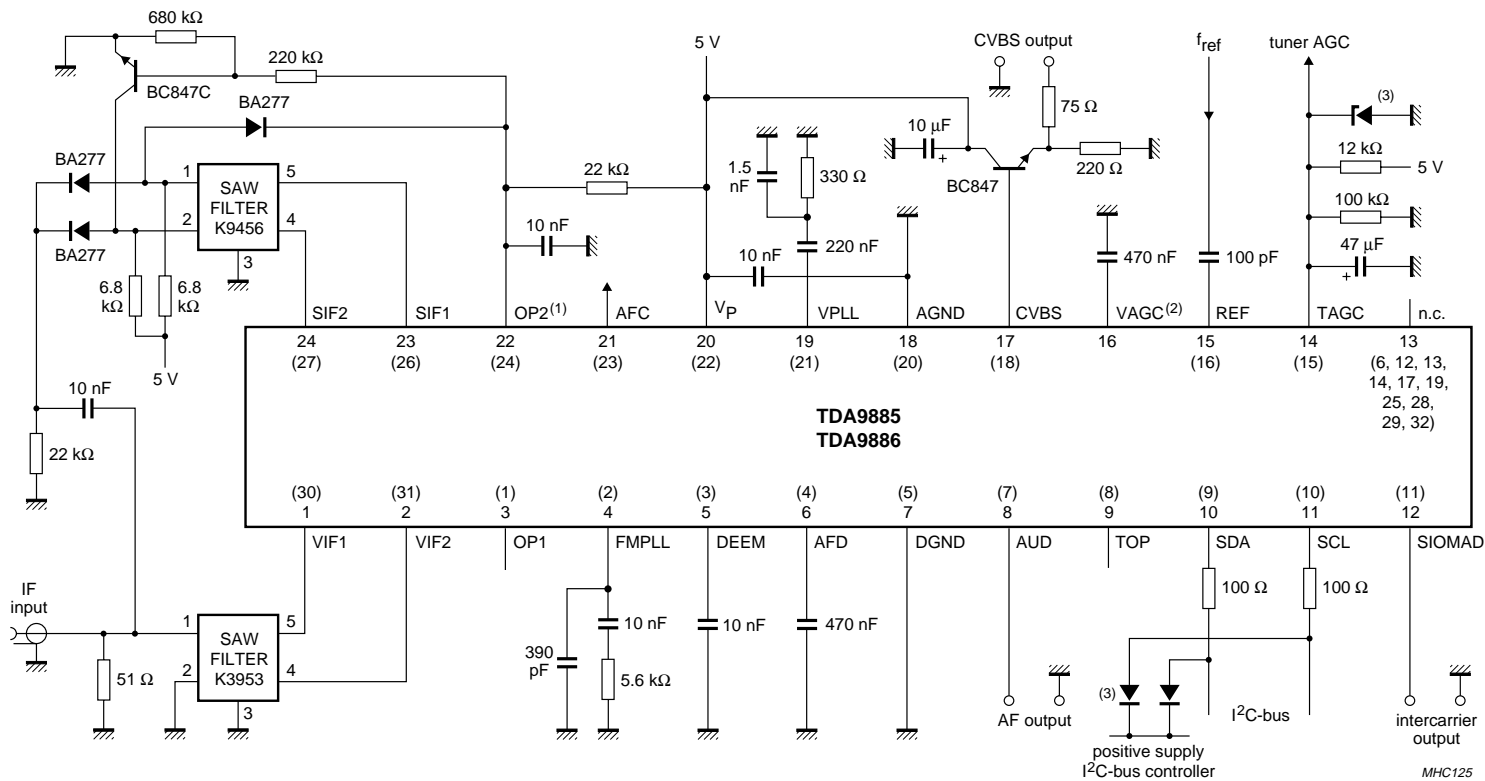 680 kΩ
220 kΩ
BC847C
BA277
BA277
BA277
1
2
5
4
3
SAW
FILTER
K9456
6.8
kΩ
6.8
kΩ
5 V
10 nF
22 kΩ
22 kΩ
10 nF
5 V
1.5
nF
330 Ω
220 nF
10 nF
10 µF
+
CVBS output
75 Ω
BC847
220 Ω
470 nF
fref
100 pF
tuner AGC
(3)
12 kΩ
5 V
100 kΩ
47 µF
+
SIF2
SIF1
OP2(1)
AFC
VP
VPLL
AGND
CVBS
VAGC(2)
REF
TAGC
n.c.
24
23
22
21
20
19
18
17
16
15
14
13
(27)
(26)
(24)
(23)
(22)
(21)
(20)
(18)
(16)
(15)
(6, 12, 13,
14, 17, 19,
25, 28,
29, 32)
TDA9885
TDA9886
(30)
(31)
(1)
(2)
(3)
(4)
(5)
(7)
(8)
(9)
(10)
(11)
1
2
3
4
5
6
7
8
9
10
11
12
VIF1
VIF2
OP1
FMPLL
DEEM
AFD
DGND
AUD
TOP
SDA
SCL
SIOMAD
IF
input
51 Ω
1
2
5
4
3
SAW
FILTER
K3953
390
pF
10 nF
5.6 kΩ
10 nF
470 nF
AF output
100 Ω
100 Ω
(3)
I2C-bus
positive supply
I2C-bus controller
intercarrier
output
MHC125